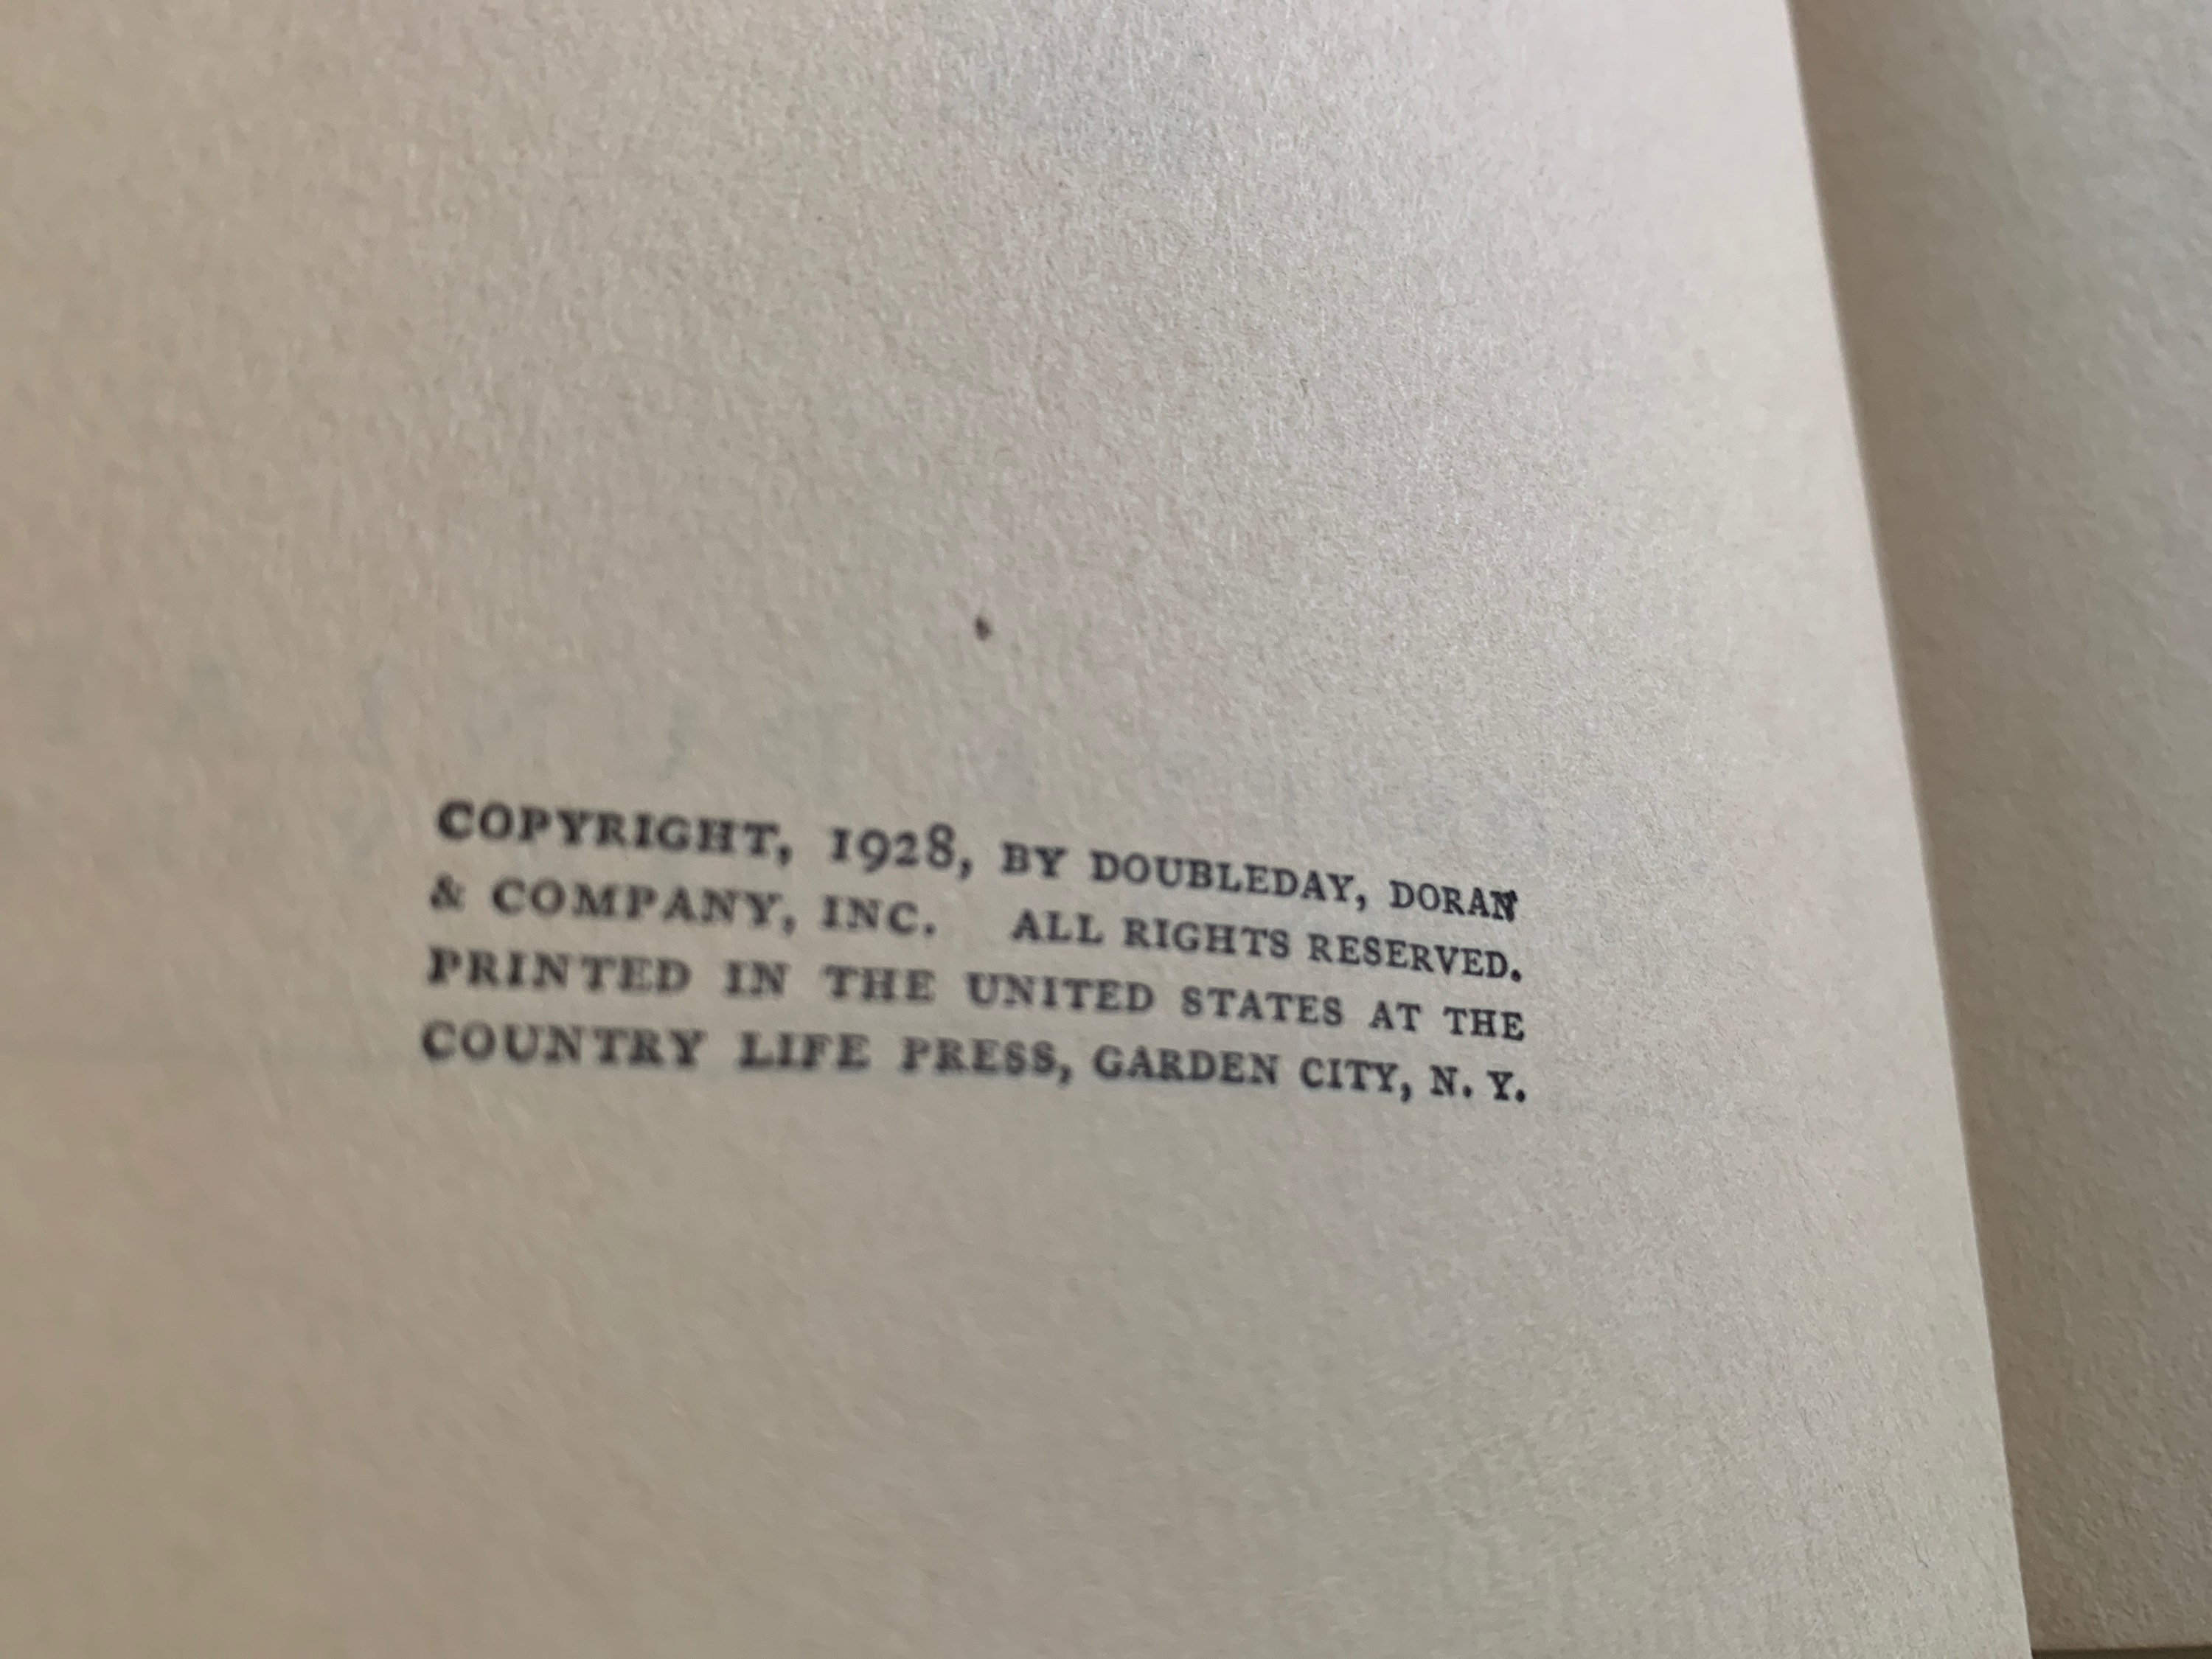 COPYRIGHT, 1928, BY DOUBLEDAY, DORAN
& COMPANY, INC. ALL RIGHTS RESERVED.
PRINTED IN THE UNITED STATES AT THE
COUNTRY LIFE PRESS, GARDEN CITY, N. Y.